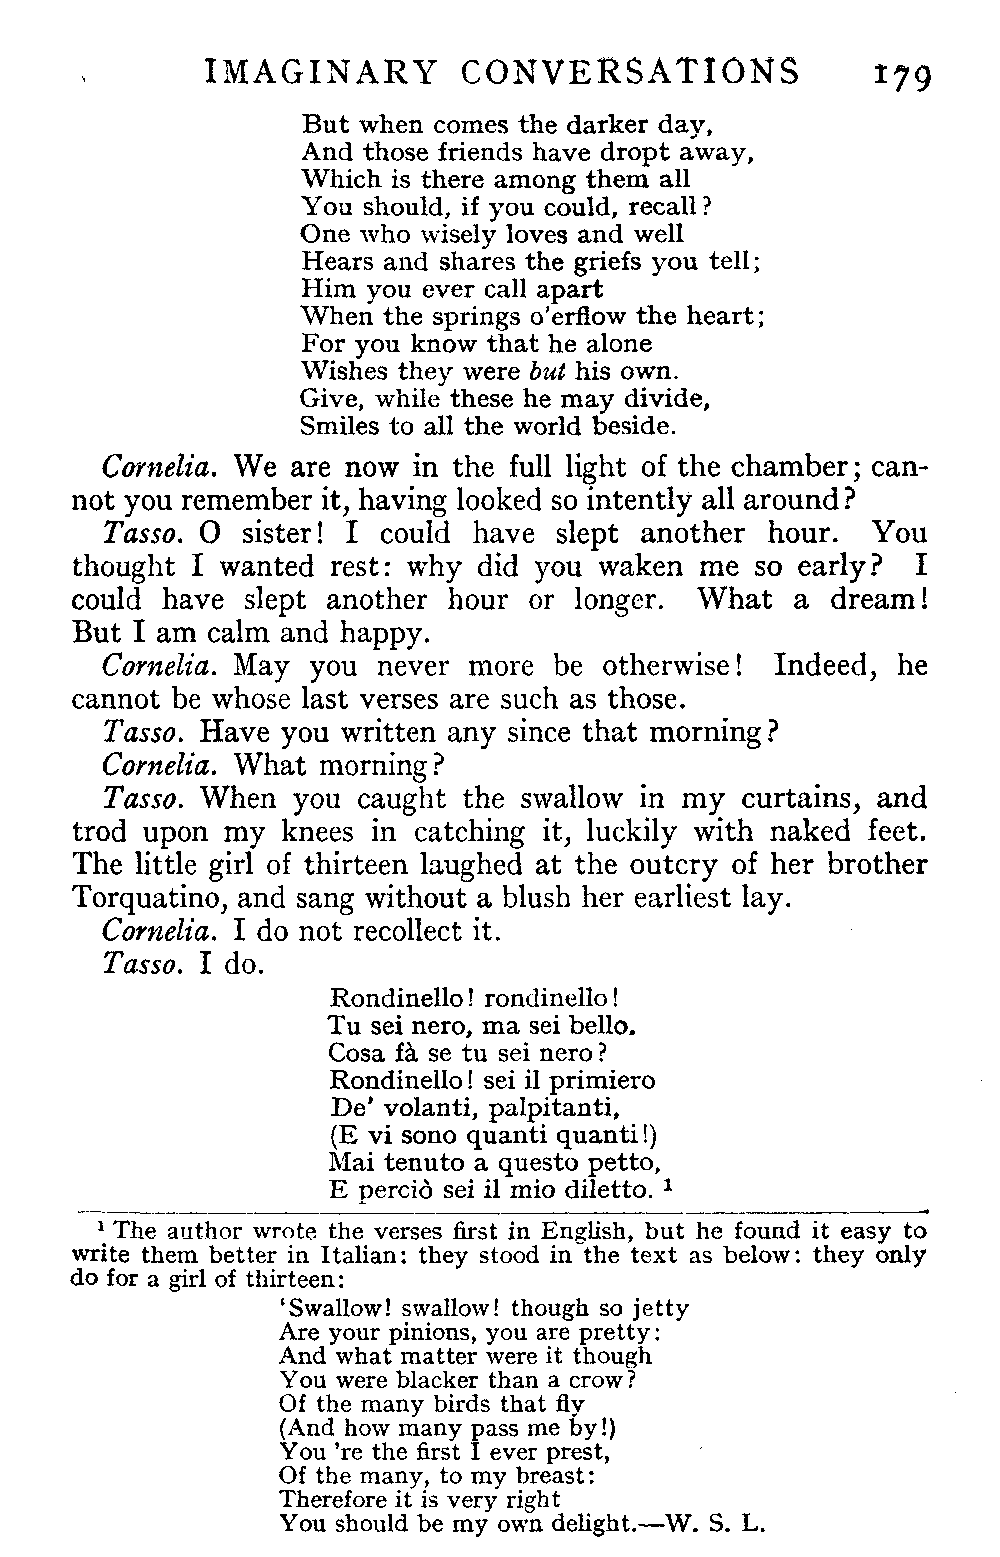 IMAGINARY CONVERSATIONS 179
But when comes the darker day,
And those friends have dropt away,
Which is there among them all
You should, if you could, recall?
One who wisely loves and well
Hears and shares the griefs you tell;
Him you ever call apart
When the springs o'erflow the heart;
For you know that he alone
Wishes they were but his own.
Give, while these he may divide,
Smiles to all the world beside.
Cornelia. We are now in the full light of the chamber; can-
not you remember it, having looked so intently all around?
Tasso. O sister! I could have slept another hour. You
thought I wanted rest: why did you waken me so early? I
could have slept another hour or longer. What a dream!
But I am calm and happy.
Cornelia. May you never more be otherwise! Indeed, he
cannot be whose last verses are such as those.
Tasso. Have you written any since that morning?
Cornelia. What morning?
Tasso. When you caught the swallow in my curtains, and
trod upon my knees in catching it, luckily with naked feet.
The little girl of thirteen laughed at the outcry of her brother
Torquatino, and sang without a blush her earliest lay.
Cornelia. I do not recollect it.
Tasso. I do.
Rondinello! rondinello!
Tu sei nero, ma sei bello.
Cosa fà se tu sei nero?
Rondinello! sei il primiero
De' volanti, palpitanti,
(E vi sono quanti quanti!)
Mai tenuto a questo petto,
E perciò sei il mio diletto. ¹
¹ The author wrote the verses first in English, but he found it easy to
write them better in Italian: they stood in the text as below: they only
do for a girl of thirteen:
'Swallow! swallow! though so jetty
Are your pinions, you are pretty:
And what matter were it though
You were blacker than a crow?
Of the many birds that fly
(And how many pass me by!)
You 're the first I ever prest,
Of the many, to my breast:
Therefore it is very right
You should be my own delight.—W. S. L.